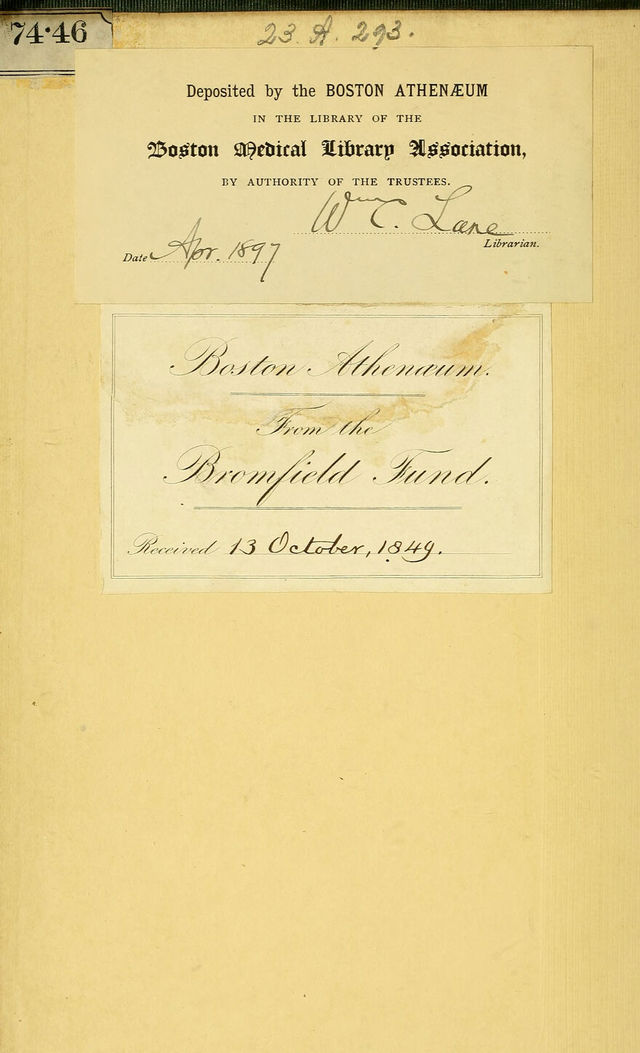 74·46
23. A. 293.
Deposited by the BOSTON ATHENÆUM
IN THE LIBRARY OF THE
Boston Medical Library Association,
BY AUTHORITY OF THE TRUSTEES.
Wm C. Lane
Librarian.
Date Apr. 1897
Boston Athenæum.
From the
Bromfield Fund.
Received 13 October, 1849.